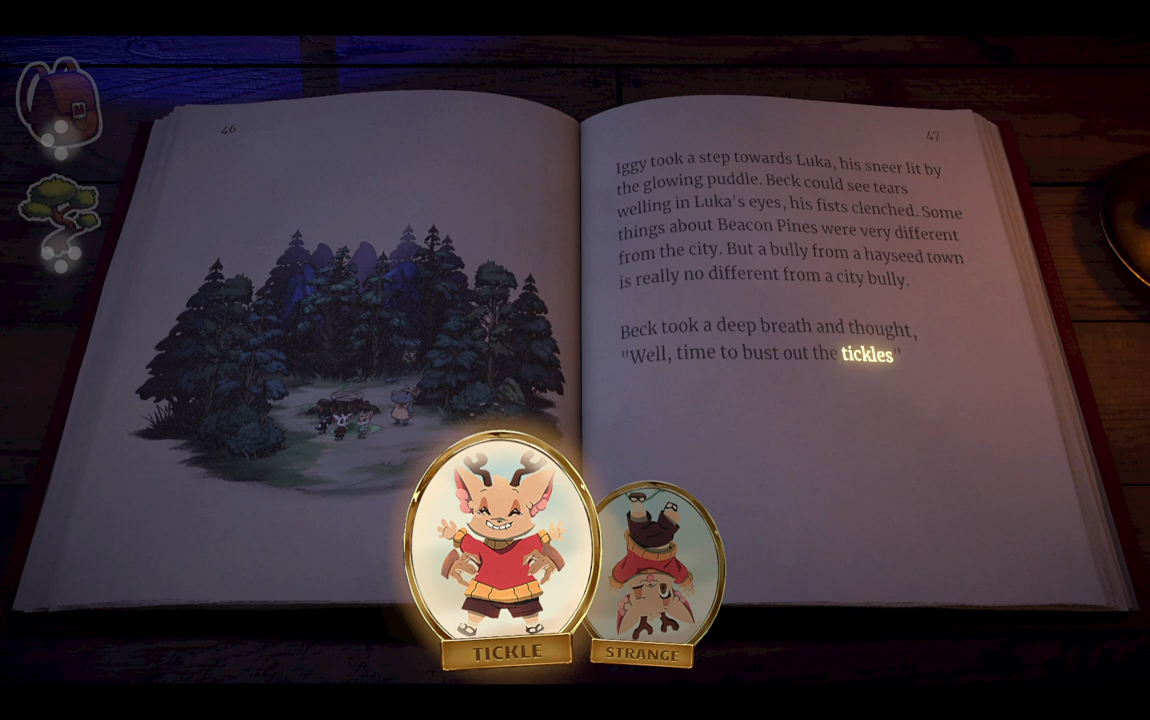 46
47
Iggy took a step towards Luka, his sneer lit by
the glowing puddle. Beck could see tears
welling in Luka's eyes, his fists clenched. Some
things about Beacon Pines were very different
from the city. But a bully from a hayseed town
is really no different from a city bully.
Beck took a deep breath and thought,
"Well, time to bust out the tickles"
TICKLE
STRANGE